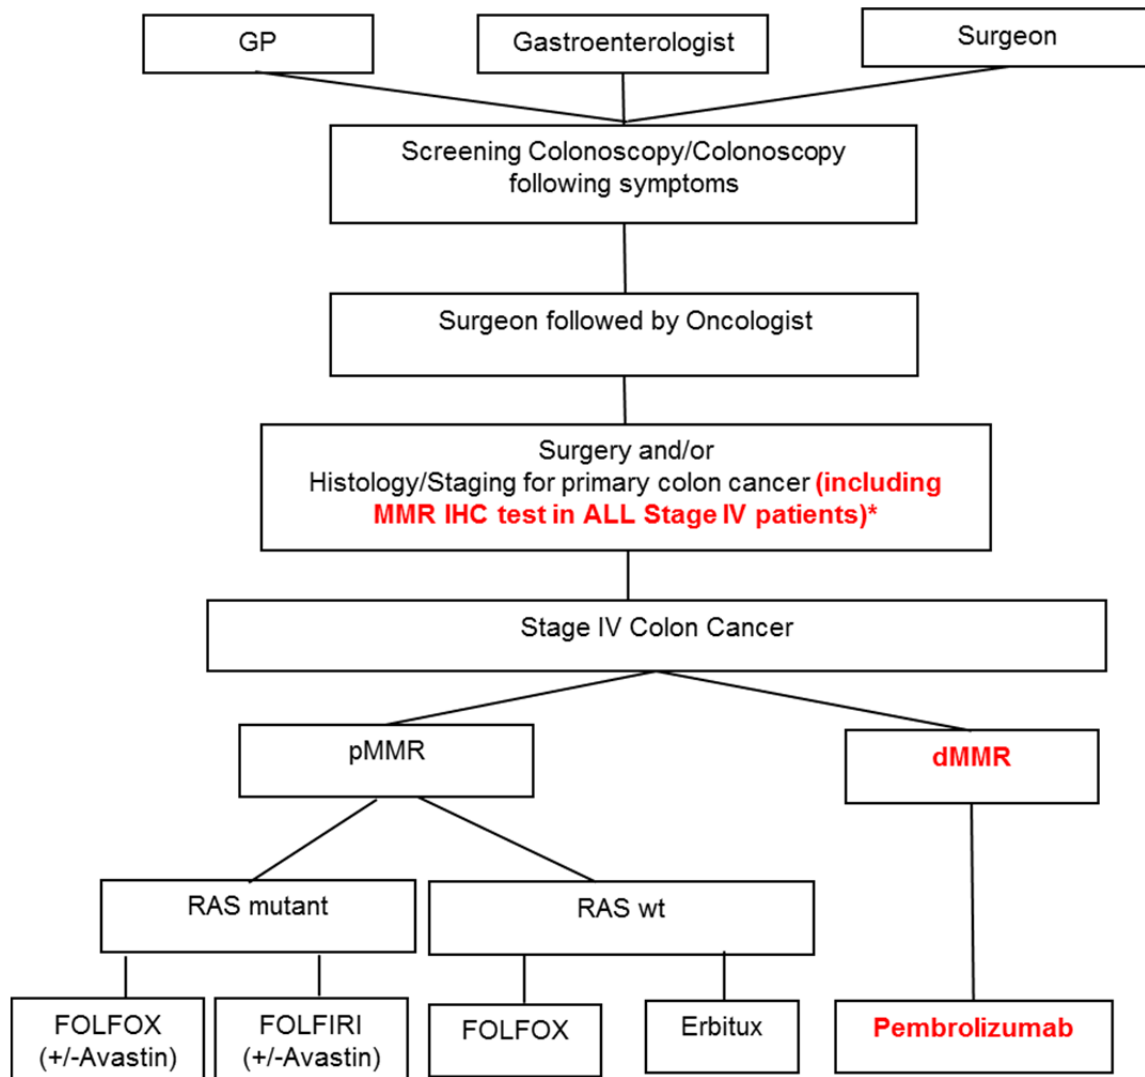 GP
Gastroenterologist
Surgeon
Screening Colonoscopy/Colonoscopy
following symptoms
Surgeon followed by Oncologist
Surgery and/or
Histology/Staging for primary colon cancer (including
MMR IHC test in ALL Stage IV patients)*
Stage IV Colon Cancer
pMMR
dMMR
RAS mutant
RAS wt
FOLFOX
(+/-Avastin)
FOLFIRI
(+/-Avastin)
FOLFOX
Erbitux
Pembrolizumab